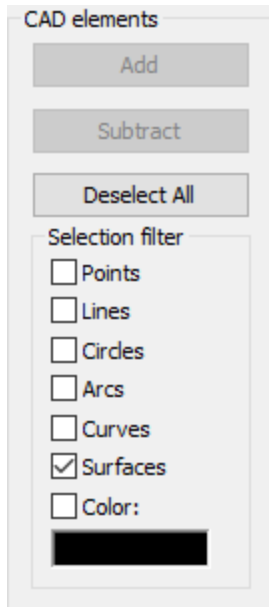 CAD elements
Add
Subtract
Deselect All
Selection filter
Points
Lines
Circles
Arcs
Curves
Surfaces
Color: